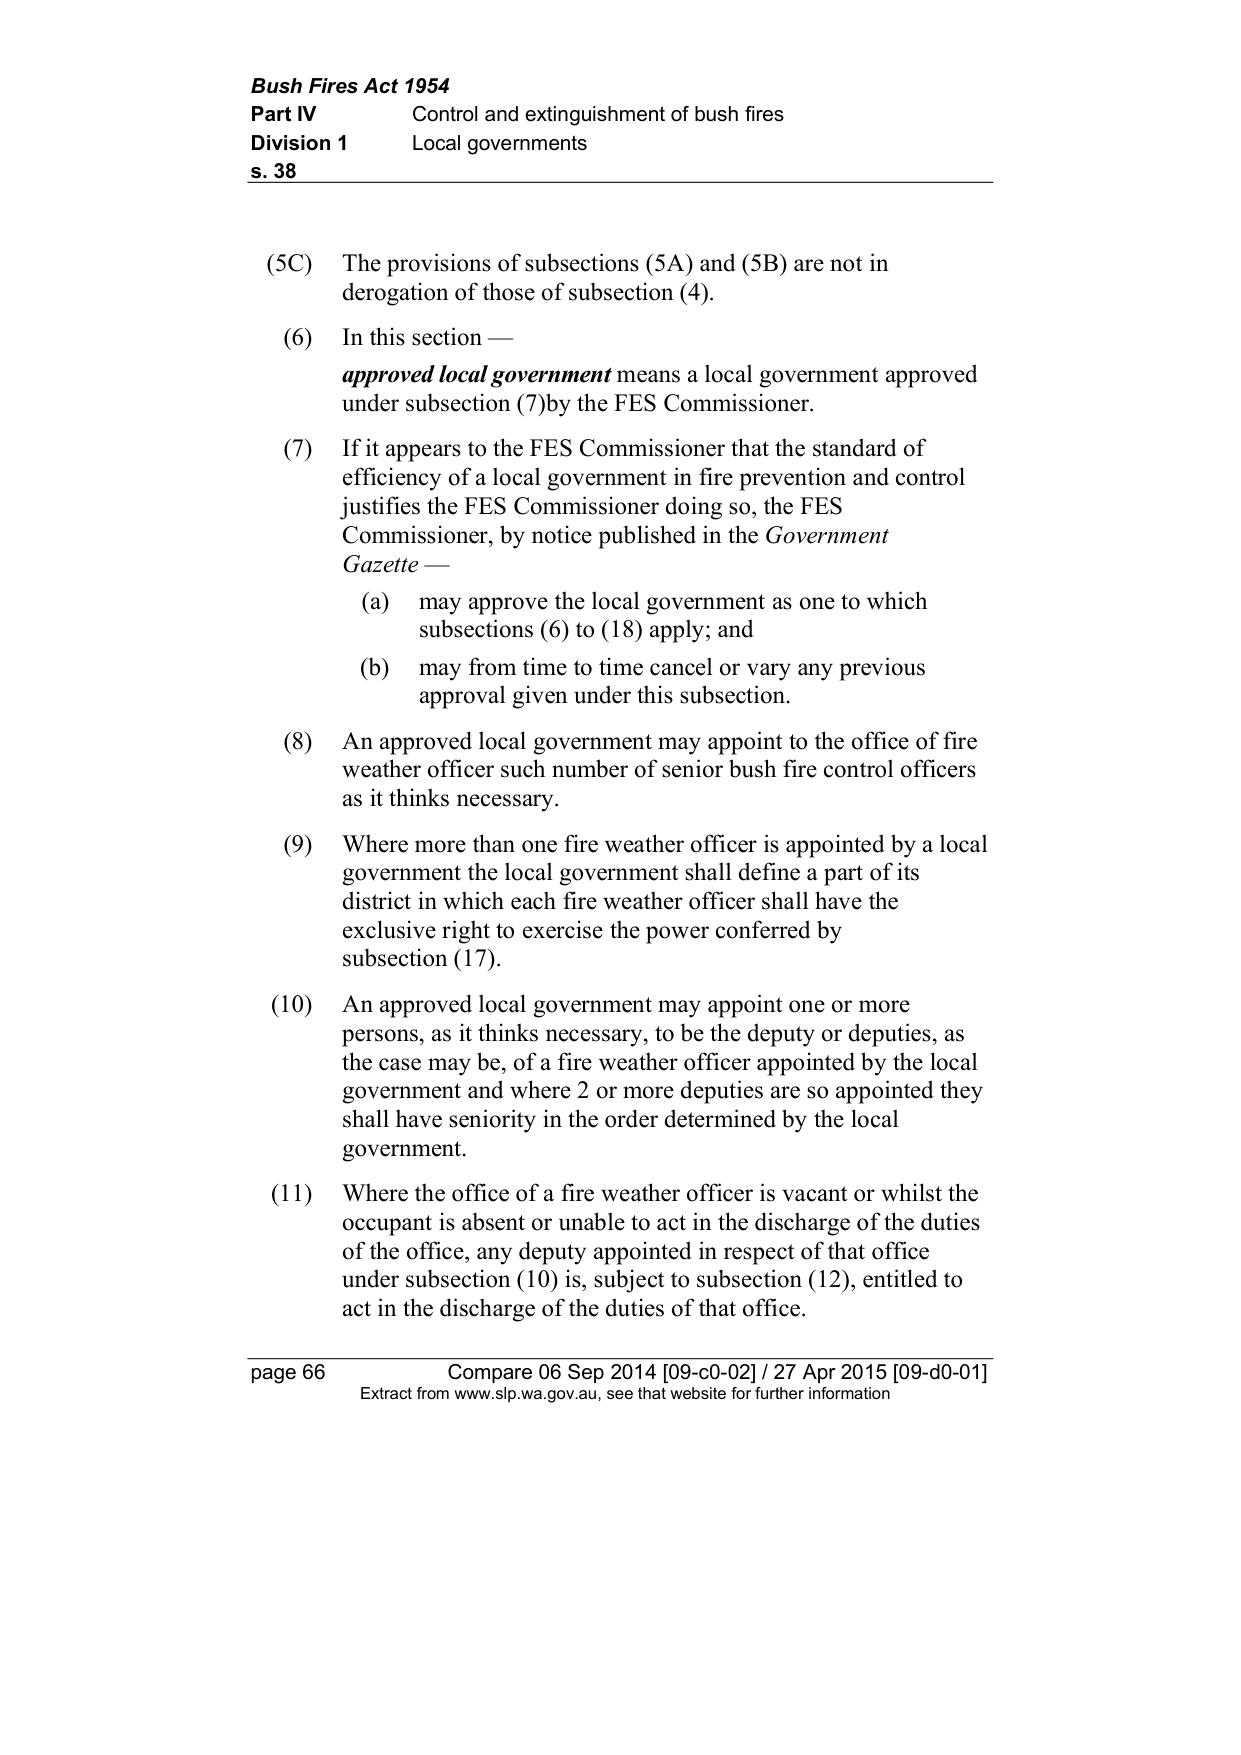 Bush Fires Act 1954
Part IV Control and extinguishment of bush fires
Division 1 Local governments
s. 38
(5C) The provisions of subsections (5A) and (5B) are not in
derogation of those of subsection (4).
(6) In this section —
approved local government means a local government approved
under subsection (7)by the FES Commissioner.
(7) If it appears to the FES Commissioner that the standard of
efficiency of a local government in fire prevention and control
justifies the FES Commissioner doing so, the FES
Commissioner, by notice published in the Government
Gazette —
(a) may approve the local government as one to which
subsections (6) to (18) apply; and
(b) may from time to time cancel or vary any previous
approval given under this subsection.
(8) An approved local government may appoint to the office of fire
weather officer such number of senior bush fire control officers
as it thinks necessary.
(9) Where more than one fire weather officer is appointed by a local
government the local government shall define a part of its
district in which each fire weather officer shall have the
exclusive right to exercise the power conferred by
subsection (17).
(10) An approved local government may appoint one or more
persons, as it thinks necessary, to be the deputy or deputies, as
the case may be, of a fire weather officer appointed by the local
government and where 2 or more deputies are so appointed they
shall have seniority in the order determined by the local
government.
(11) Where the office of a fire weather officer is vacant or whilst the
occupant is absent or unable to act in the discharge of the duties
of the office, any deputy appointed in respect of that office
under subsection (10) is, subject to subsection (12), entitled to
act in the discharge of the duties of that office.
page 66 Compare 06 Sep 2014 [09-c0-02] / 27 Apr 2015 [09-d0-01]
Extract from www.slp.wa.gov.au, see that website for further information